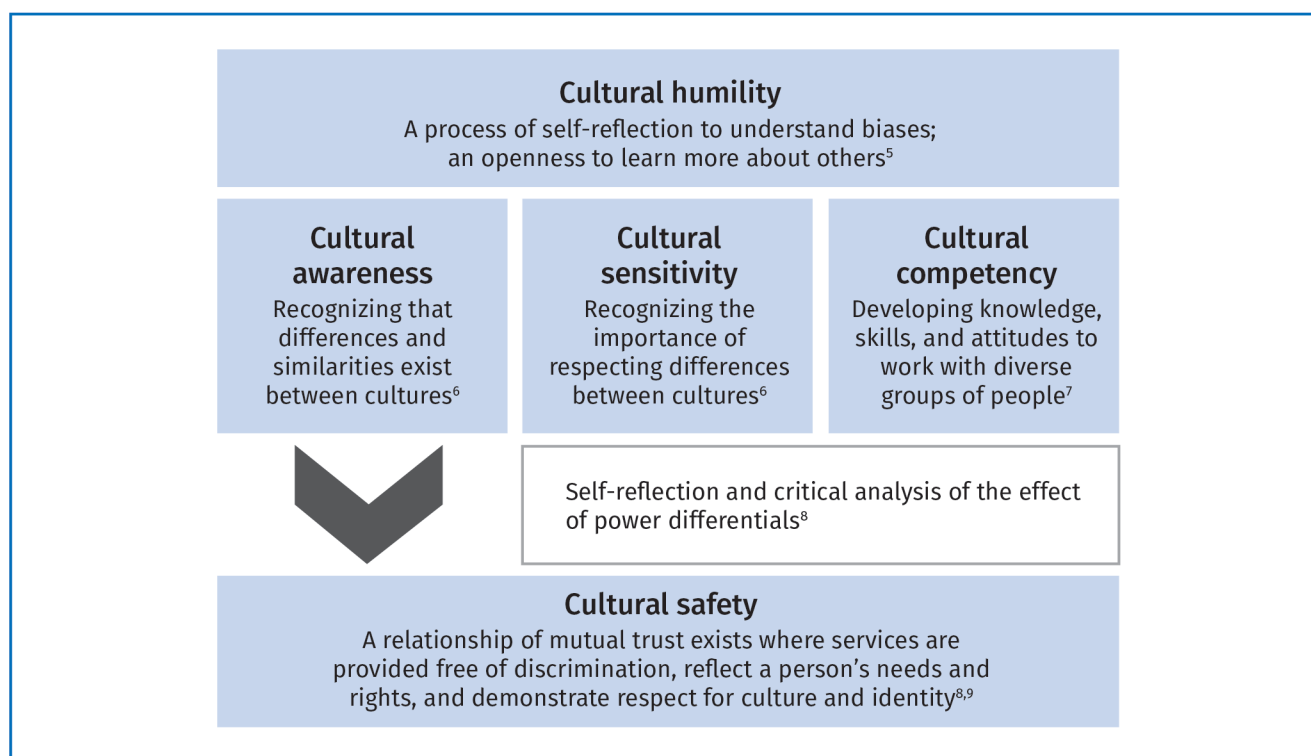 Cultural humility
A process of self-reflection to understand biases;
an openness to learn more about others⁵
Cultural
awareness
Recognizing that
differences and
similarities exist
between cultures⁶
Cultural
sensitivity
Recognizing the
importance of
respecting differences
between cultures⁶
Cultural
competency
Developing knowledge,
skills, and attitudes to
work with diverse
groups of people⁷
Self-reflection and critical analysis of the effect
of power differentials⁸
Cultural safety
A relationship of mutual trust exists where services are
provided free of discrimination, reflect a person’s needs and
rights, and demonstrate respect for culture and identity⁸,⁹